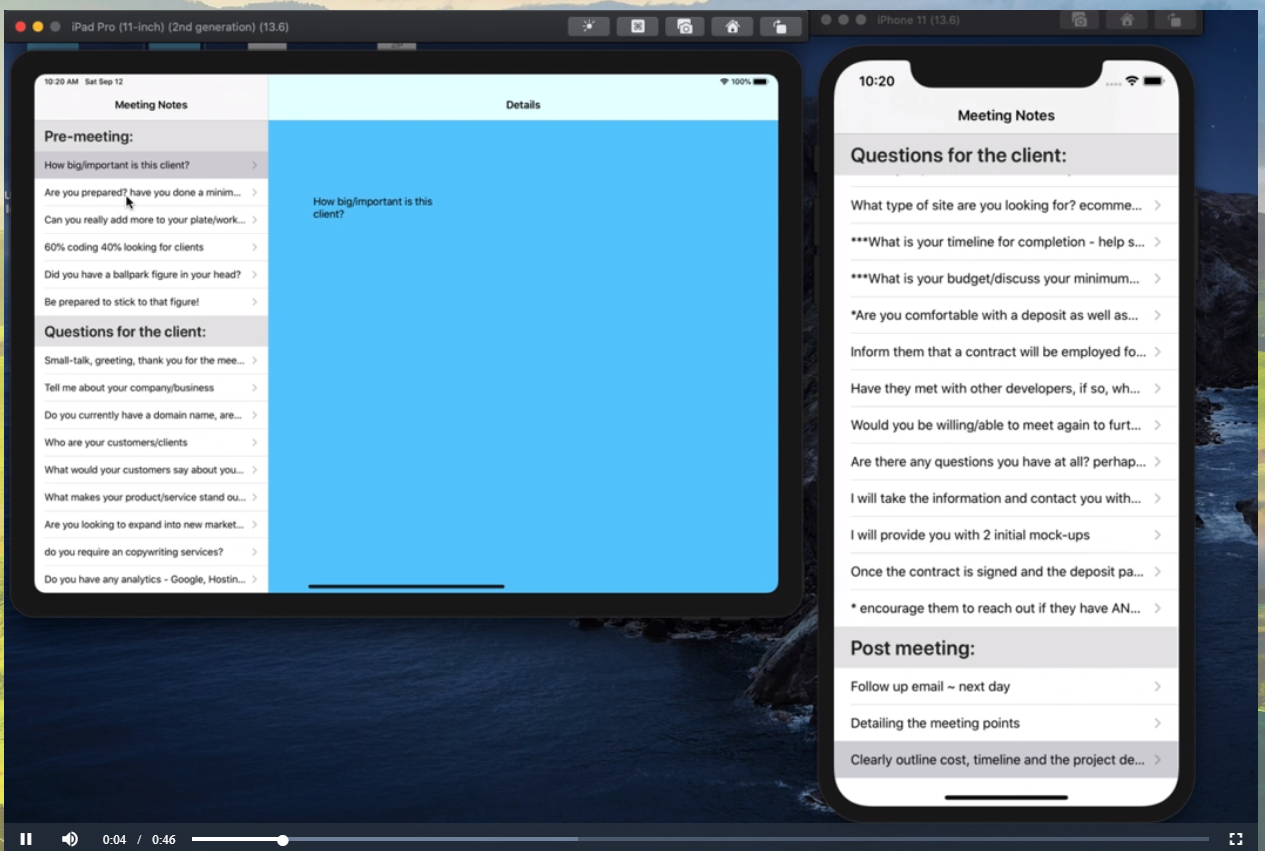 iPad Pro (11-inch) (2nd generation) (13.6)
iPhone 11 (13.6)
10:20 AM Sat Sep 12
100%
Meeting Notes
Details
Pre-meeting:
How big/important is this client?
Are you prepared? have you done a minim...
Can you really add more to your plate/work...
60% coding 40% looking for clients
Did you have a ballpark figure in your head?
Be prepared to stick to that figure!
Questions for the client:
Small-talk, greeting, thank you for the mee...
Tell me about your company/business
Do you currently have a domain name, are...
Who are your customers/clients
What would your customers say about you...
What makes your product/service stand ou...
Are you looking to expand into new market...
do you require an copywriting services?
Do you have any analytics - Google, Hostin...
How big/important is this
client?
10:20
Meeting Notes
Questions for the client:
What type of site are you looking for? ecomme...
***What is your timeline for completion - help s...
***What is your budget/discuss your minimum...
*Are you comfortable with a deposit as well as...
Inform them that a contract will be employed fo...
Have they met with other developers, if so, wh...
Would you be willing/able to meet again to furt...
Are there any questions you have at all? perhap...
I will take the information and contact you with...
I will provide you with 2 initial mock-ups
Once the contract is signed and the deposit pa...
* encourage them to reach out if they have AN...
Post meeting:
Follow up email ~ next day
Detailing the meeting points
Clearly outline cost, timeline and the project de...
0:04 / 0:46